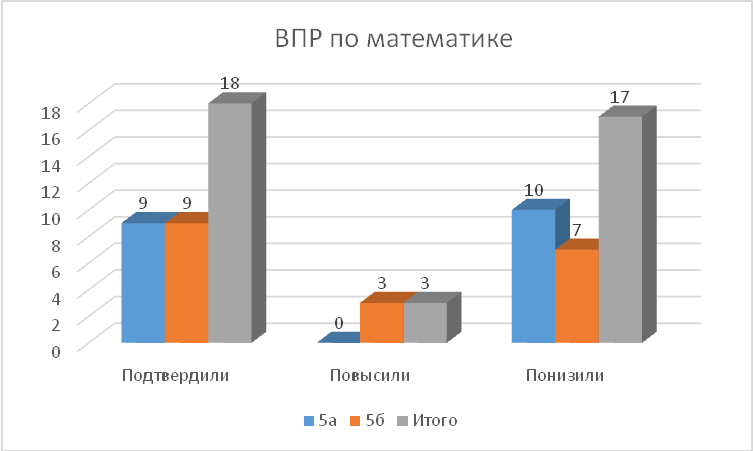 ВПР по математике
18
16
14
12
10
8
6
4
2
0
9
9
18
0
3
3
10
7
17
Подтвердили
Повысили
Понизили
5а
5б
Итого